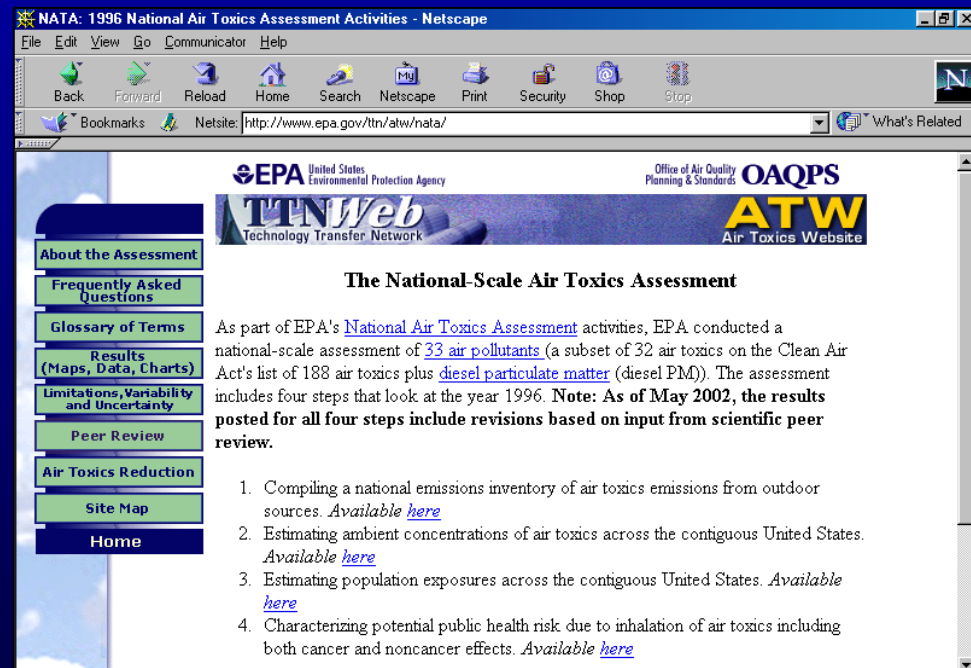 NATA: 1996 National Air Toxics Assessment Activities - Netscape
File Edit View Go Communicator Help
Back Forward Reload Home Search Netscape Print Security Shop Stop
My
N
Bookmarks Netsite: http://www.epa.gov/ttn/atw/nata/ What's Related
EPA United States
Environmental Protection Agency
Office of Air Quality
Planning & Standards OAQPS
TTNWeb
Technology Transfer Network
ATW
Air Toxics Website
About the Assessment
Frequently Asked
Questions
Glossary of Terms
Results
(Maps, Data, Charts)
Limitations, Variability
and Uncertainty
Peer Review
Air Toxics Reduction
Site Map
Home
The National-Scale Air Toxics Assessment
As part of EPA's National Air Toxics Assessment activities, EPA conducted a
national-scale assessment of 33 air pollutants (a subset of 32 air toxics on the Clean Air
Act's list of 188 air toxics plus diesel particulate matter (diesel PM)). The assessment
includes four steps that look at the year 1996. Note: As of May 2002, the results
posted for all four steps include revisions based on input from scientific peer
review.
1. Compiling a national emissions inventory of air toxics emissions from outdoor
sources. Available here
2. Estimating ambient concentrations of air toxics across the contiguous United States.
Available here
3. Estimating population exposures across the contiguous United States. Available
here
4. Characterizing potential public health risk due to inhalation of air toxics including
both cancer and noncancer effects. Available here